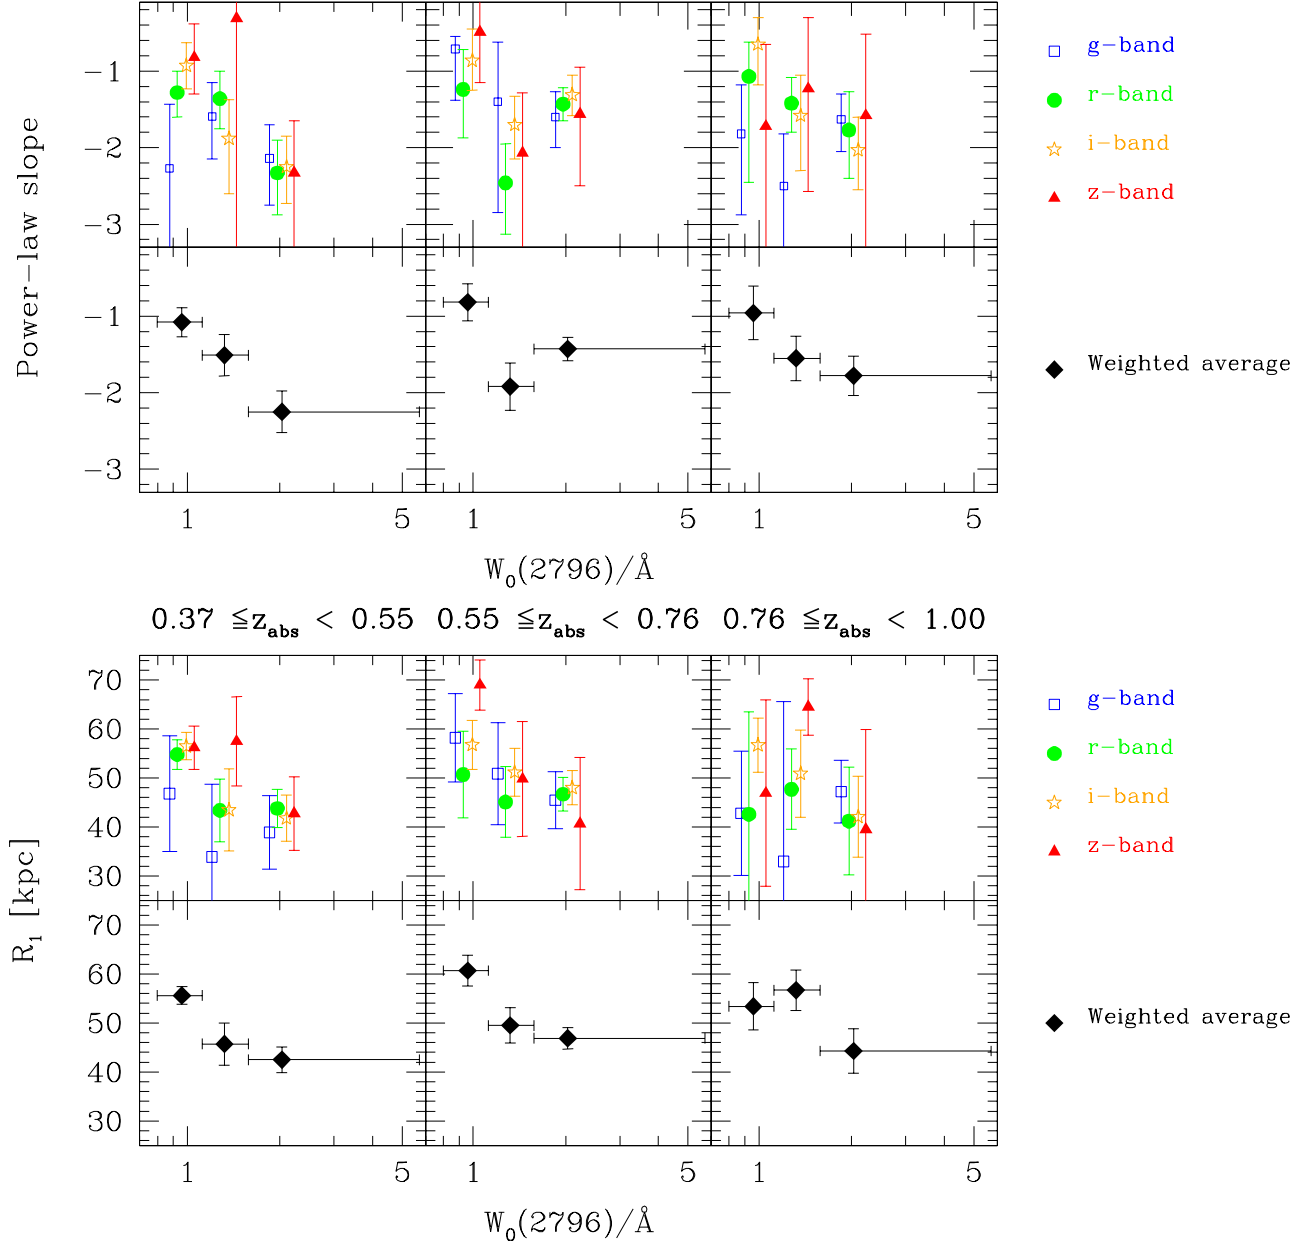 g-band
−1
r-band
i-band
−2
z-band
−3
Power-law slope
−1
Weighted average
−2
−3
1 5 1 5 1 5
W0(2796)/Å
0.37 ≦zabs < 0.55 0.55 ≦zabs < 0.76 0.76 ≦zabs < 1.00
70
g-band
60
r-band
50
i-band
40
z-band
30
R1 [kpc]
70
60
50
Weighted average
40
30
1 5 1 5 1 5
W0(2796)/Å